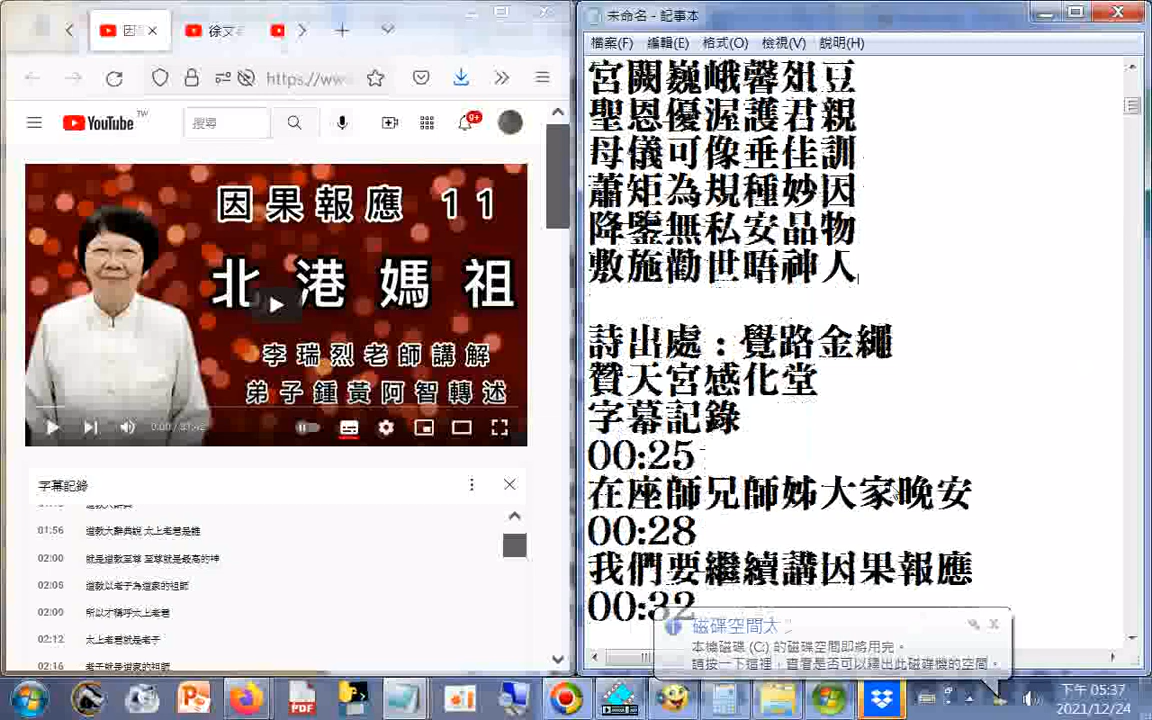 因
徐文
https://www
YouTube TW
搜尋
9+
因果報應 11
北港媽祖
李瑞烈老師講解
弟子鍾黃阿智轉述
字幕記錄
01:56 道教大辭典說 太上老君是誰
02:00 就是道教至尊 至尊就是最高的神
02:05 道教以老子為道家的祖師
02:09 所以才稱呼太上老君
02:12 太上老君就是老子
02:16 老子就是道家的祖師
未命名 - 記事本
檔案(F) 編輯(E) 格式(O) 檢視(V) 說明(H)
宮闕巍峨馨俎豆
聖恩優渥護君親
母儀可像垂佳訓
蕭矩為規種妙因
降鑒無私安品物
敷施勸世唔神人
詩出處：覺路金繩
贊天宮感化堂
字幕記錄
00:25
在座師兄師姊大家晚安
00:28
我們要繼續講因果報應
00:32
磁碟空間太
本機磁碟 (C:) 的磁碟空間即將用完。
請按一下這裡，查看是否可以釋出此磁碟機的空間。
PDF
下午 05:37
2021/12/24